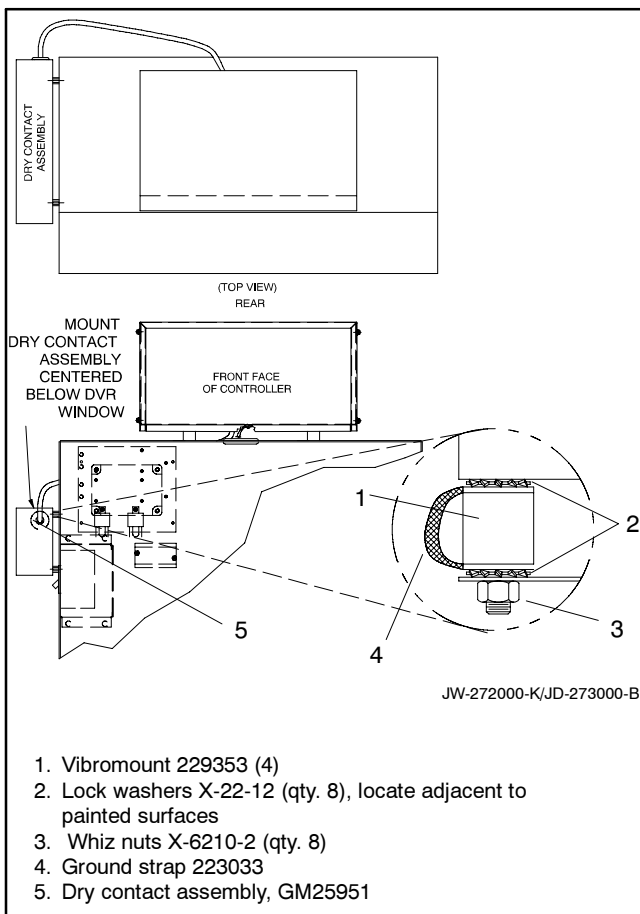 DRY CONTACT
ASSEMBLY
(TOP VIEW)
REAR
MOUNT
DRY CONTACT
ASSEMBLY
CENTERED
BELOW DVR
WINDOW
FRONT FACE
OF CONTROLLER
1
2
3
4
5
JW-272000-K/JD-273000-B
1. Vibromount 229353 (4)
2. Lock washers X-22-12 (qty. 8), locate adjacent to
painted surfaces
3. Whiz nuts X-6210-2 (qty. 8)
4. Ground strap 223033
5. Dry contact assembly, GM25951